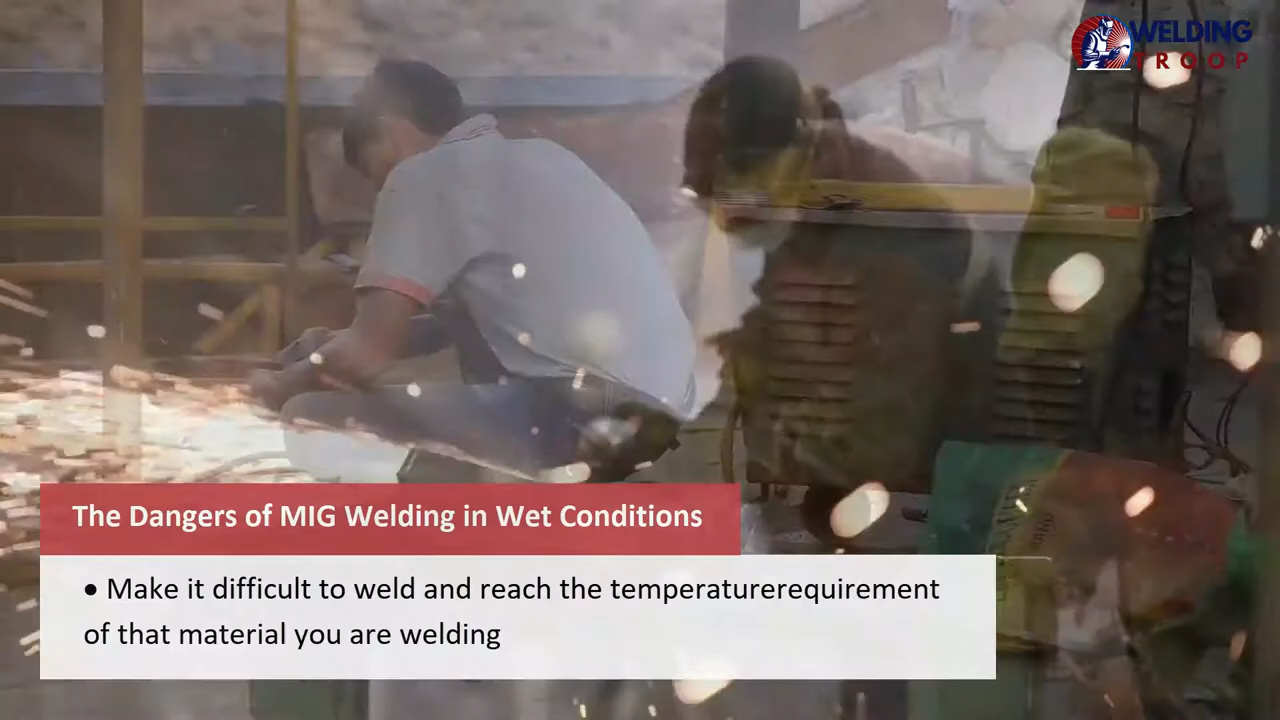 WELDING
TROOP
The Dangers of MIG Welding in Wet Conditions
• Make it difficult to weld and reach the temperaturerequirement
of that material you are welding